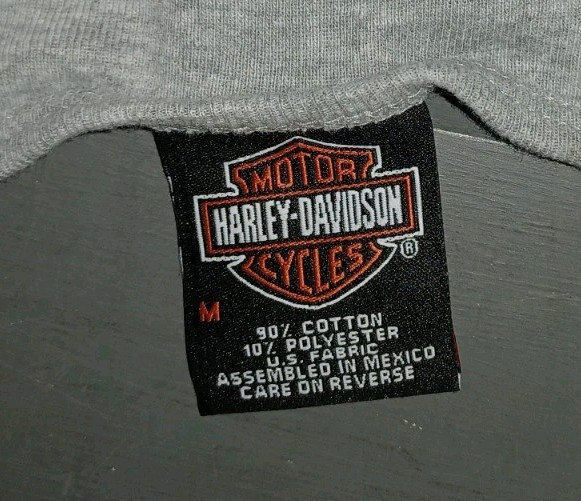 MOTOR
HARLEY-DAVIDSON
CYCLES
®
M
90% COTTON
10% POLYESTER
U.S. FABRIC
ASSEMBLED IN MEXICO
CARE ON REVERSE